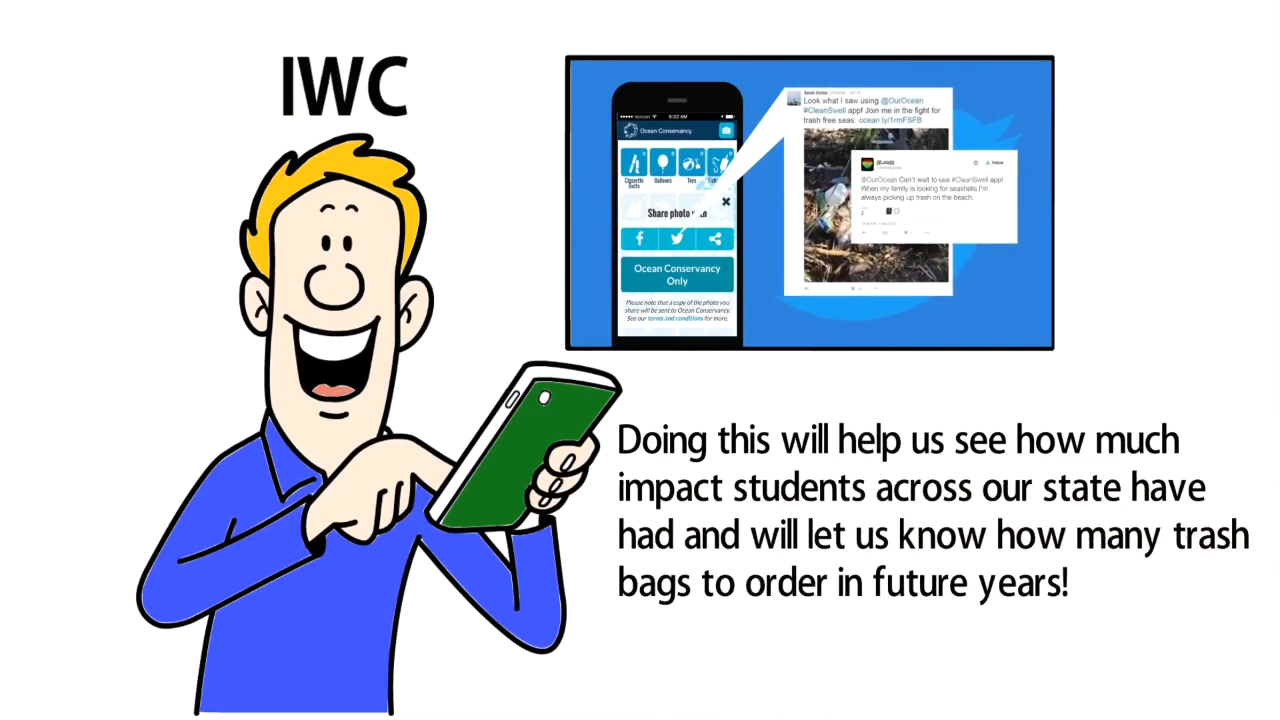 IWC
Verizon
9:32 AM
Ocean Conservancy
Cigarette
Butts
Balloons
Toys
Share photo
Ocean Conservancy
Only
Please note that a copy of the photo you
share will be sent to Ocean Conservancy.
See our terms and conditions for more.
Look what I saw using @OurOcean
#CleanSwell app! Join me in the fight for
trash free seas: ocean.ly/1rmFSFB
Follow
@OurOcean Can't wait to use #CleanSwell app!
When my family is looking for seashells I'm
always picking up trash on the beach.
2
Doing this will help us see how much
impact students across our state have
had and will let us know how many trash
bags to order in future years!